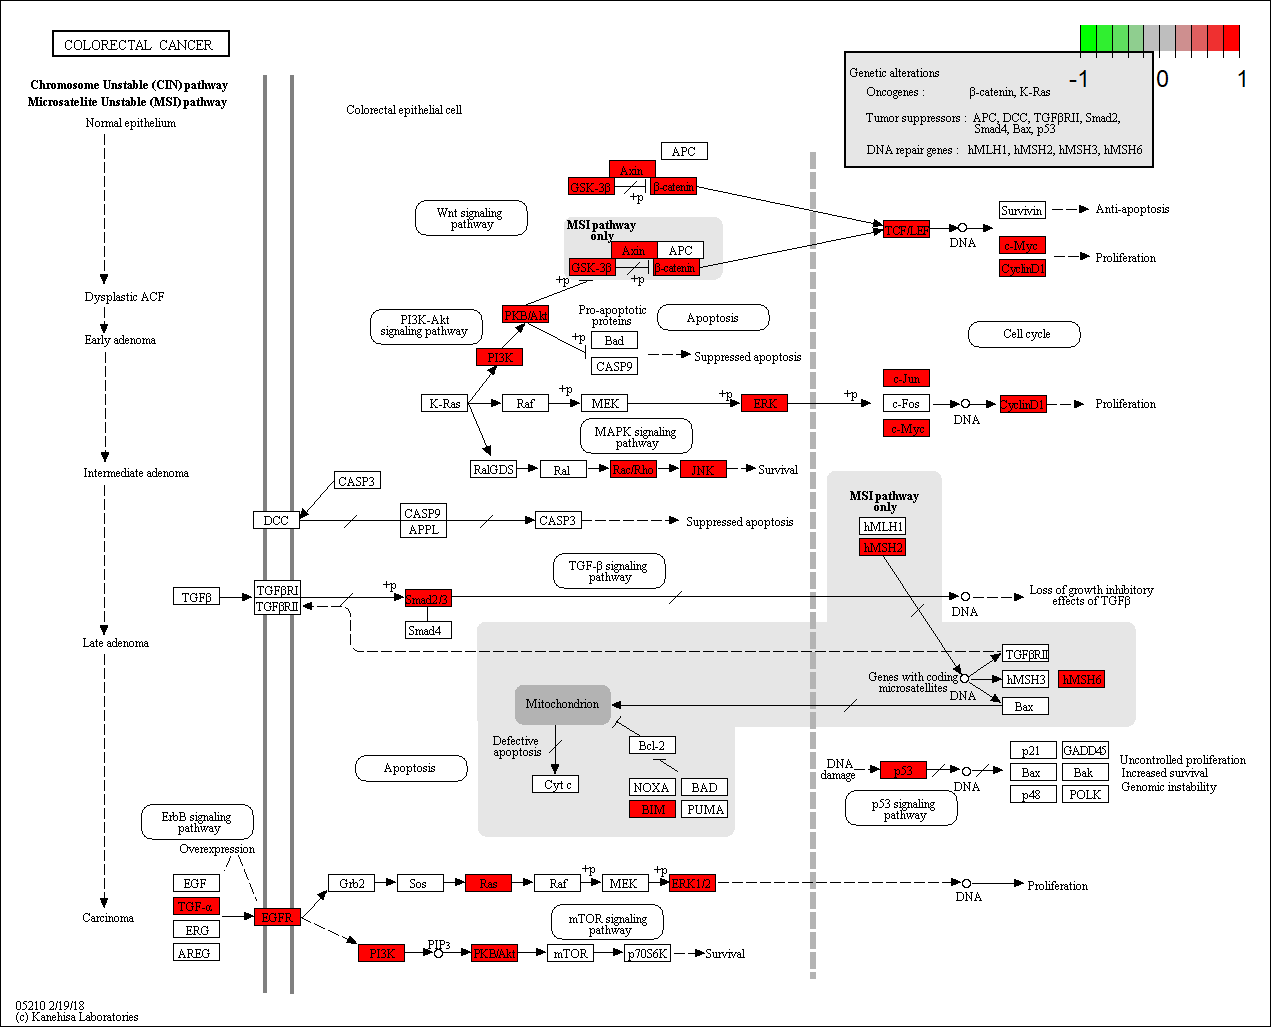 COLORECTAL CANCER
-1
0
1
Genetic alterations
Oncogenes : β-catenin, K-Ras
Tumor suppressors : APC, DCC, TGFβRII, Smad2,
Smad4, Bax, p53
DNA repair genes : hMLH1, hMSH2, hMSH3, hMSH6
Chromosome Unstable (CIN) pathway
Microsatelite Unstable (MSI) pathway
Normal epithelium
Dysplastic ACF
Early adenoma
Intermediate adenoma
Late adenoma
Carcinoma
Colorectal epithelial cell
APC
Axin
GSK-3β
β-catenin
+p
Wnt signaling
pathway
MSI pathway
only
Axin
APC
GSK-3β
β-catenin
+p
+p
TCF/LEF
DNA
Survivin
Anti-apoptosis
c-Myc
CyclinD1
Proliferation
PI3K-Akt
signaling pathway
PKB/Akt
PI3K
Pro-apoptotic
proteins
+p
Bad
CASP9
Apoptosis
Suppressed apoptosis
Cell cycle
K-Ras
Raf
+p
MEK
+p
ERK
+p
c-Jun
c-Fos
c-Myc
DNA
CyclinD1
Proliferation
MAPK signaling
pathway
RalGDS
Ral
Rac/Rho
JNK
Survival
CASP3
DCC
CASP9
APPL
CASP3
Suppressed apoptosis
MSI pathway
only
hMLH1
hMSH2
TGF-β signaling
pathway
TGFβ
TGFβRI
TGFβRII
+p
Smad2/3
Smad4
DNA
Loss of growth inhibitory
effects of TGFβ
Genes with coding
microsatellites
DNA
TGFβRII
hMSH3
hMSH6
Bax
Mitochondrion
Defective
apoptosis
Cyt c
Bcl-2
NOXA
BAD
BIM
PUMA
Apoptosis
DNA
damage
p53
DNA
p21
GADD45
Bax
Bak
p48
POLK
Uncontrolled proliferation
Increased survival
Genomic instability
p53 signaling
pathway
ErbB signaling
pathway
Overexpression
EGF
TGF-α
ERG
AREG
EGFR
Grb2
Sos
Ras
Raf
+p
MEK
+p
ERK1/2
DNA
Proliferation
mTOR signaling
pathway
PI3K
PIP3
PKB/Akt
mTOR
p70S6K
Survival
05210 2/19/18
(c) Kanehisa Laboratories